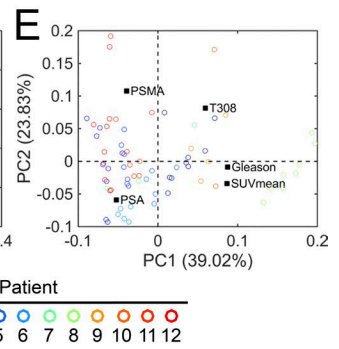 E
0.2
0.15
0.1
0.05
0
-0.05
-0.1
PC2 (23.83%)
PSMA
T308
Gleason
SUVmean
PSA
.4
-0.1 0 0.1 0.2
PC1 (39.02%)
Patient
5 6 7 8 9 10 11 12